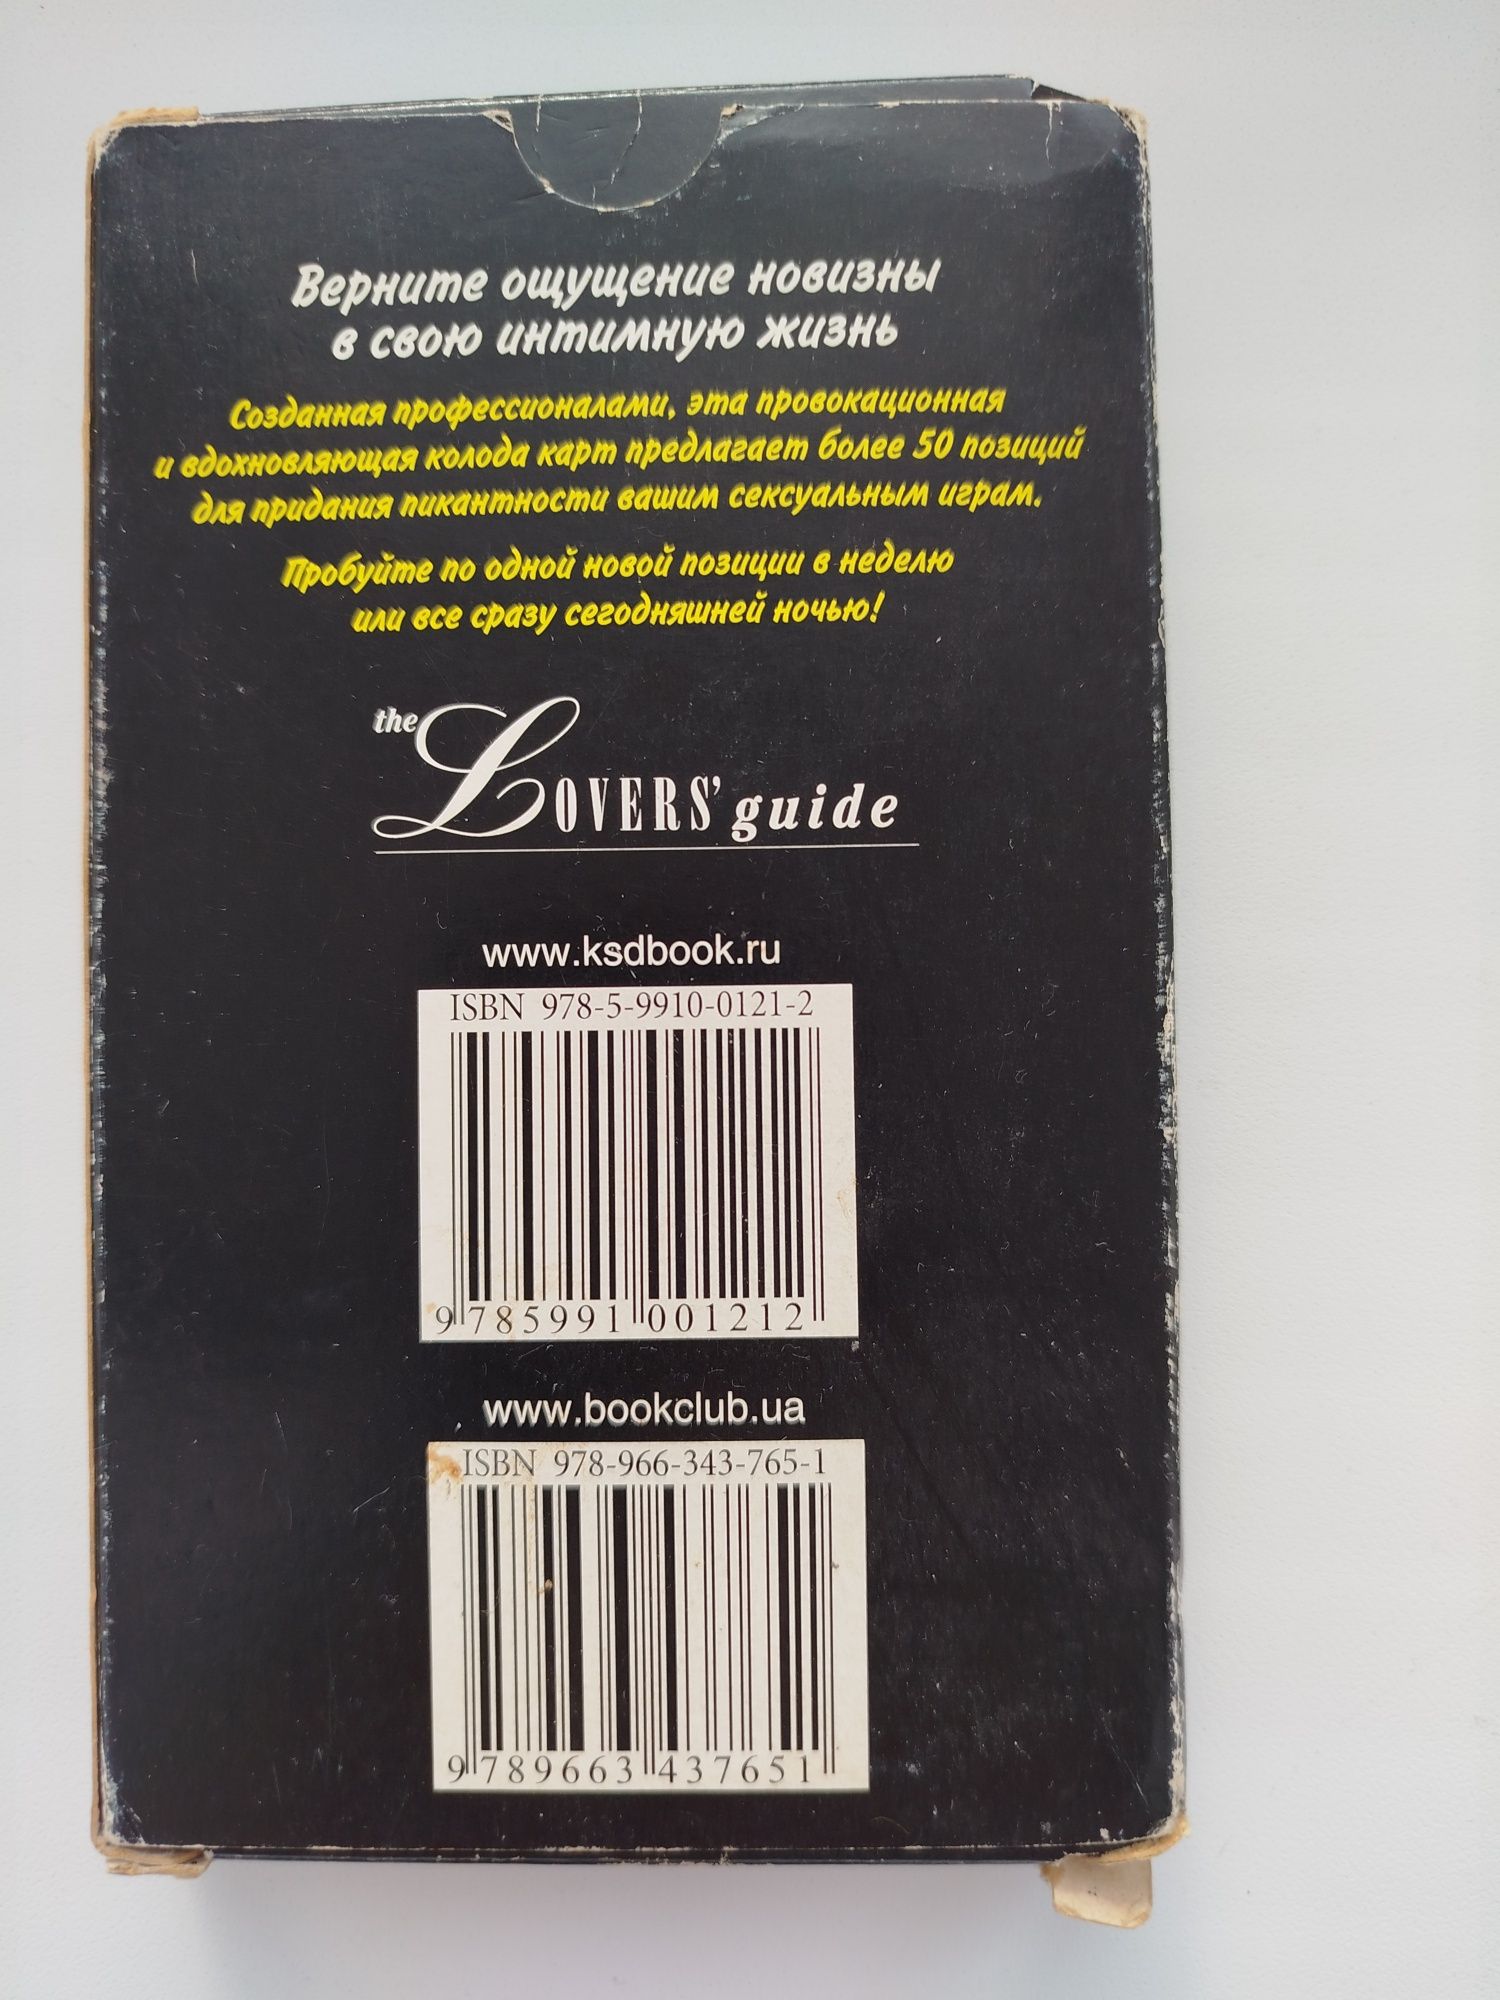 Верните ощущение новизны
в свою интимную жизнь
Созданная профессионалами, эта провокационная
и вдохновляющая колода карт предлагает более 50 позиций
для придания пикантности вашим сексуальным играм.
Пробуйте по одной новой позиции в неделю
или все сразу сегодняшней ночью!
the LOVERS' guide
www.ksdbook.ru
ISBN 978-5-9910-0121-2
9 785991 001212
www.bookclub.ua
ISBN 978-966-343-765-1
9 789663 437651